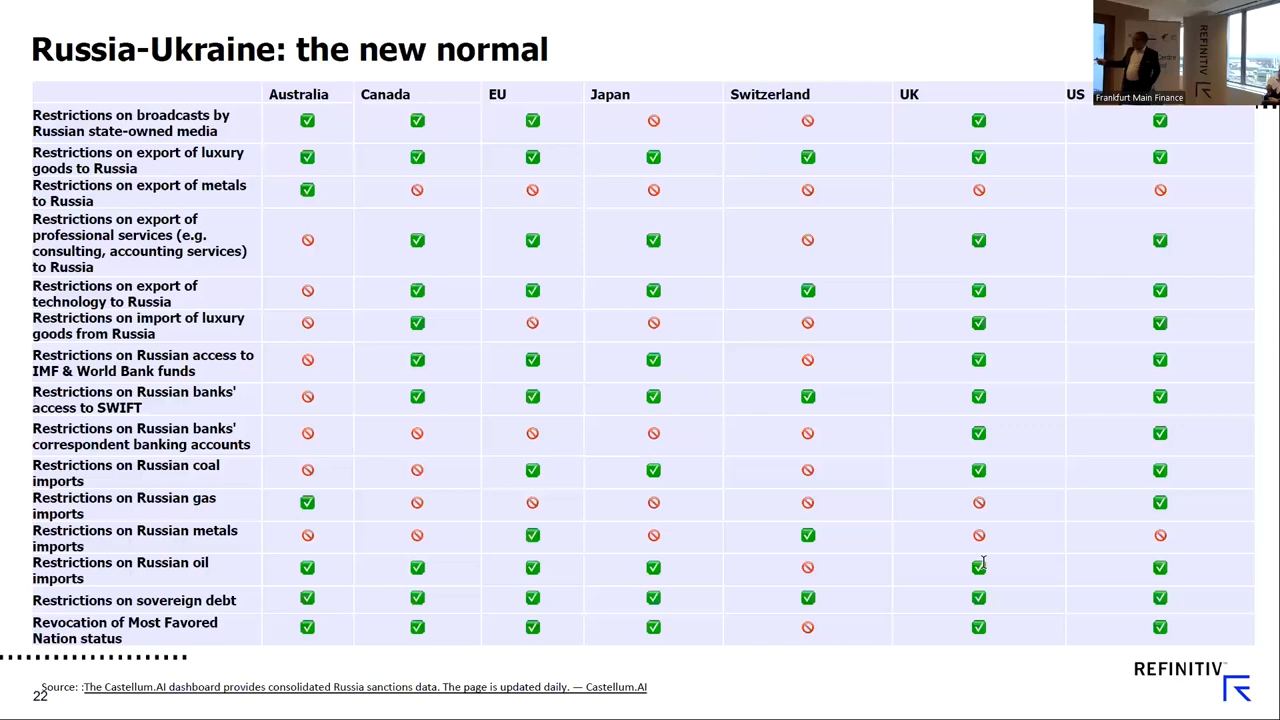 Russia-Ukraine: the new normal
Frankfurt Main Finance
REFINITIV
Australia Canada EU Japan Switzerland UK US
Restrictions on broadcasts by
Russian state-owned media
✅ ✅ ✅ 🚫 🚫 ✅ ✅
Restrictions on export of luxury
goods to Russia
✅ ✅ ✅ ✅ ✅ ✅ ✅
Restrictions on export of metals
to Russia
✅ 🚫 🚫 🚫 🚫 🚫 🚫
Restrictions on export of
professional services (e.g.
consulting, accounting services)
to Russia
🚫 ✅ ✅ ✅ 🚫 ✅ ✅
Restrictions on export of
technology to Russia
🚫 ✅ ✅ ✅ ✅ ✅ ✅
Restrictions on import of luxury
goods from Russia
🚫 ✅ 🚫 🚫 🚫 ✅ ✅
Restrictions on Russian access to
IMF & World Bank funds
🚫 ✅ ✅ ✅ 🚫 ✅ ✅
Restrictions on Russian banks'
access to SWIFT
🚫 ✅ ✅ ✅ ✅ ✅ ✅
Restrictions on Russian banks'
correspondent banking accounts
🚫 🚫 🚫 🚫 🚫 ✅ ✅
Restrictions on Russian coal
imports
🚫 🚫 ✅ ✅ 🚫 ✅ ✅
Restrictions on Russian gas
imports
✅ 🚫 🚫 🚫 🚫 🚫 ✅
Restrictions on Russian metals
imports
🚫 🚫 ✅ 🚫 ✅ 🚫 🚫
Restrictions on Russian oil
imports
✅ ✅ ✅ ✅ 🚫 ✅ ✅
Restrictions on sovereign debt
✅ ✅ ✅ ✅ ✅ ✅ ✅
Revocation of Most Favored
Nation status
✅ ✅ ✅ ✅ 🚫 ✅ ✅
Source: :The Castellum.AI dashboard provides consolidated Russia sanctions data. The page is updated daily. — Castellum.AI
22
REFINITIV